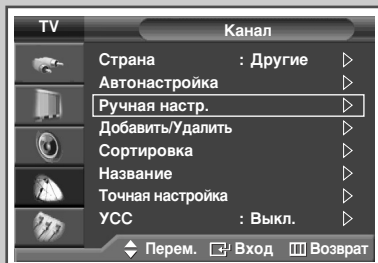 TV
Канал
Страна : Другие
Автонастройка
Ручная настр.
Добавить/Удалить
Сортировка
Название
Точная настройка
УСС : Выкл.
Перем. Вход Возврат